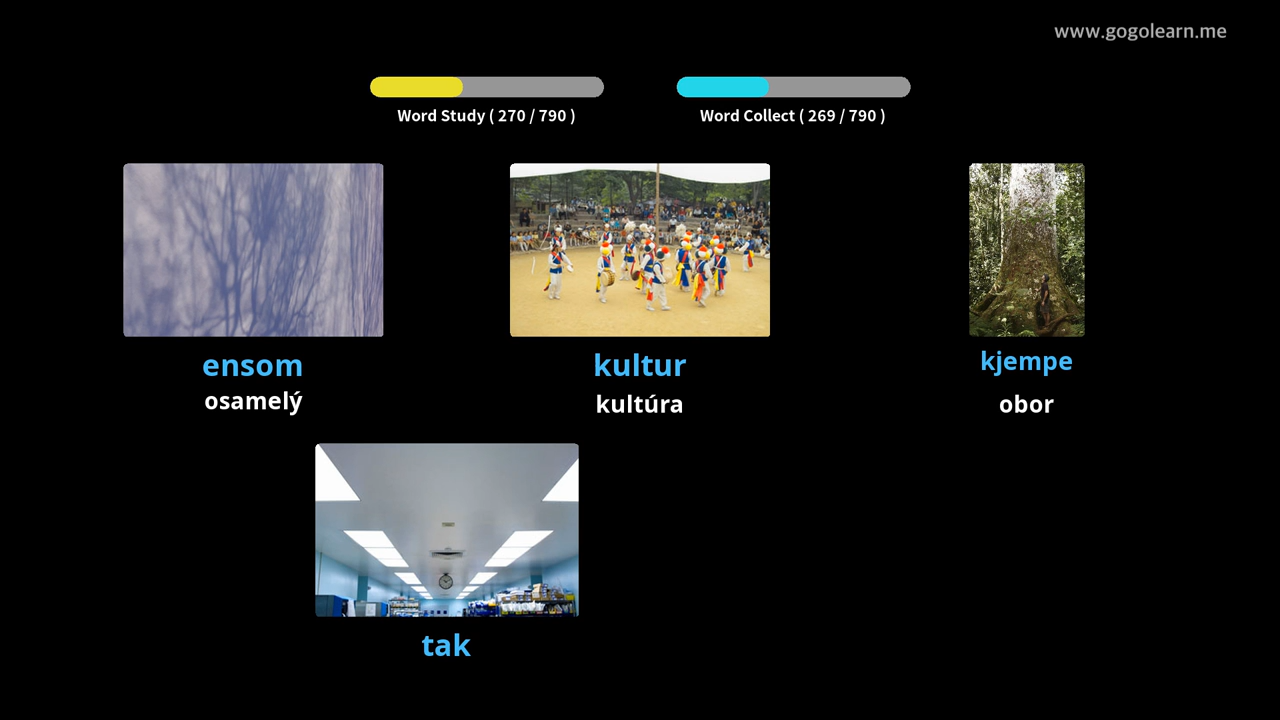 www.gogolearn.me
Word Study ( 270 / 790 )
Word Collect ( 269 / 790 )
ensom
osamelý
kultur
kultúra
kjempe
obor
tak